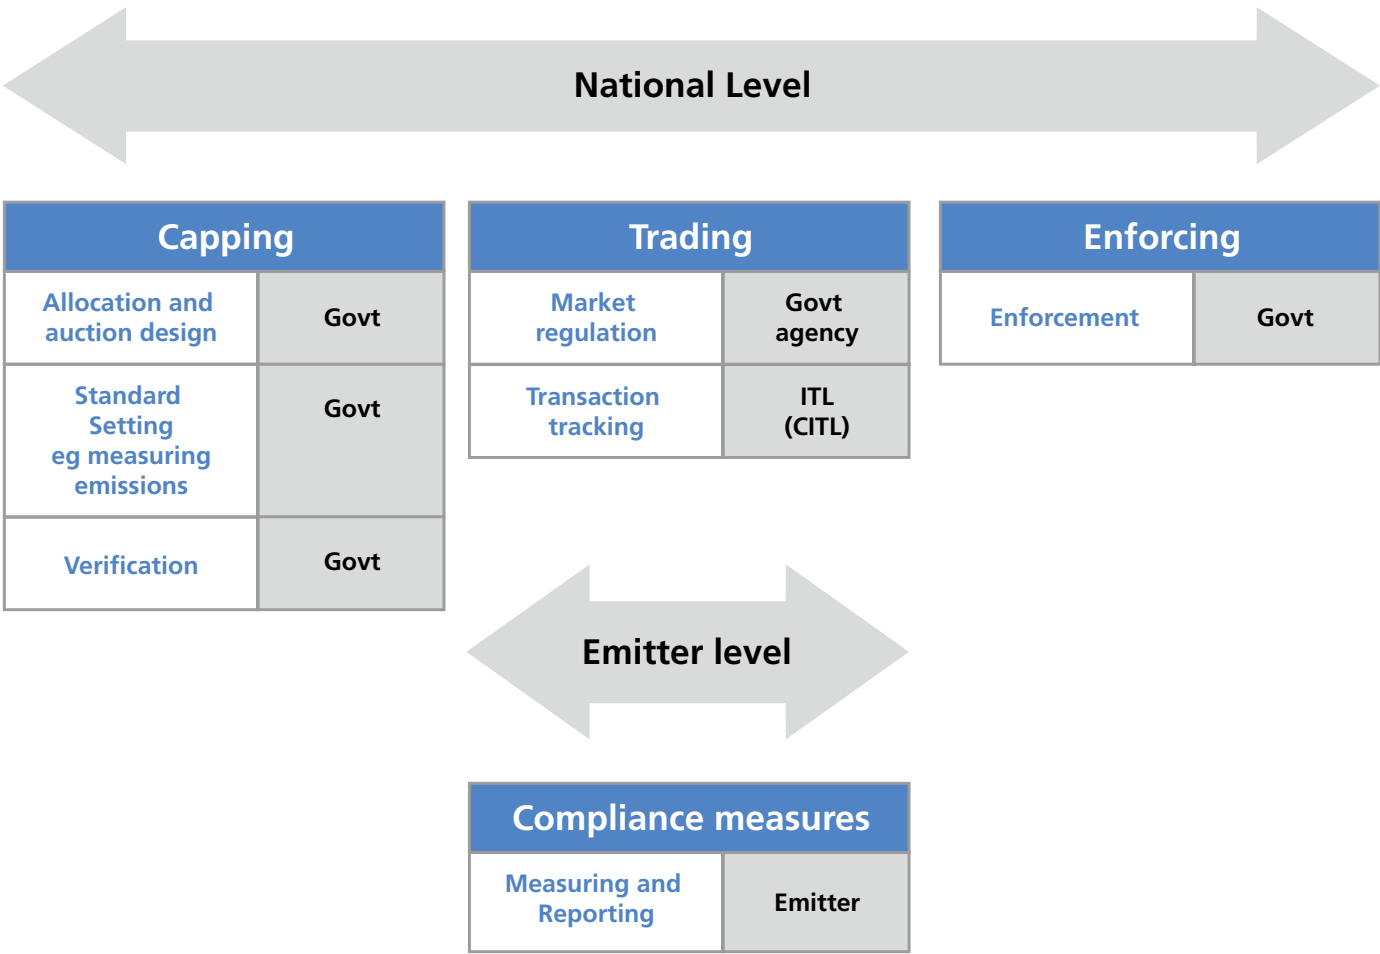 National Level
Capping
Allocation and
auction design
Govt
Standard
Setting
eg measuring
emissions
Govt
Verification
Govt
Trading
Market
regulation
Govt
agency
Transaction
tracking
ITL
(CITL)
Enforcing
Enforcement
Govt
Emitter level
Compliance measures
Measuring and
Reporting
Emitter